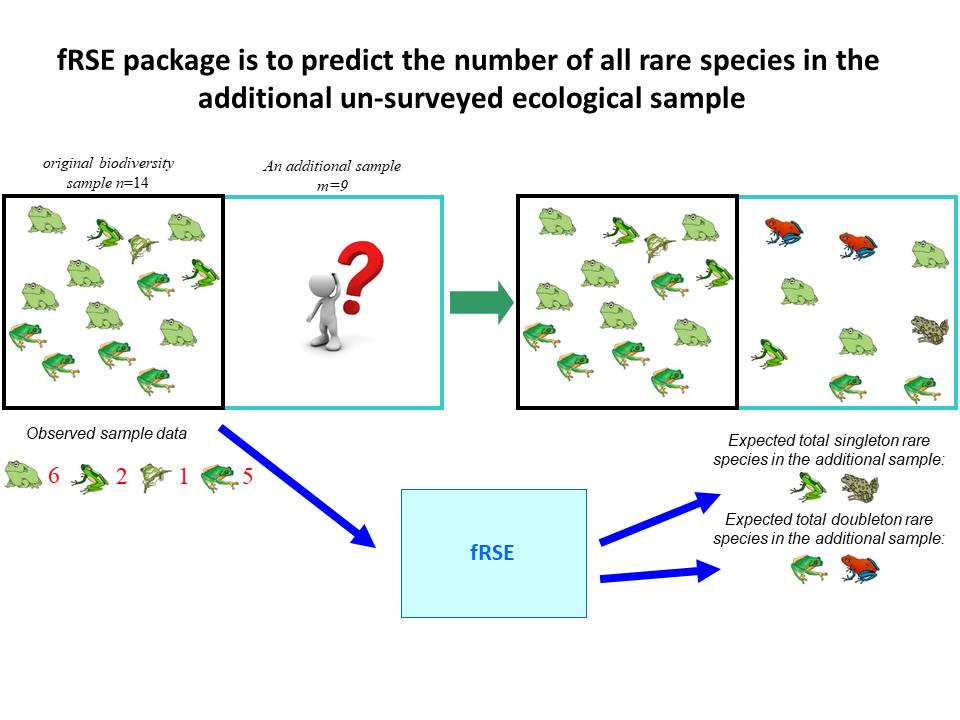 fRSE package is to predict the number of all rare species in the
additional un-surveyed ecological sample
original biodiversity
sample n=14
An additional sample
m=9
?
Observed sample data
6 2 1 5
fRSE
Expected total singleton rare
species in the additional sample:
Expected total doubleton rare
species in the additional sample: